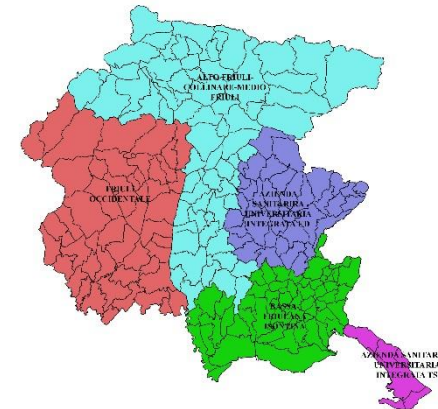 ALTO FRIULI-
COLLINARE-MEDIO
FRIULI
FRIULI
OCCIDENTALE
AZIENDA
SANITARIRA
UNIVERSITARIA
INTEGRATA UD
BASSA
FRIULANA
ISONTINA
AZIENDA SANITAR
UNIVERSITARIA
INTEGRATA TS